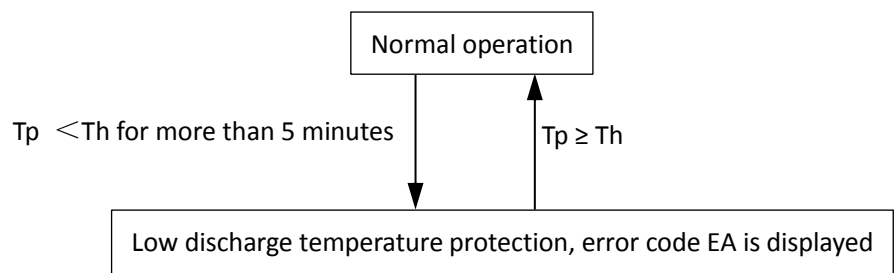 Normal operation
Tp ＜Th for more than 5 minutes
Tp ≥ Th
Low discharge temperature protection, error code EA is displayed